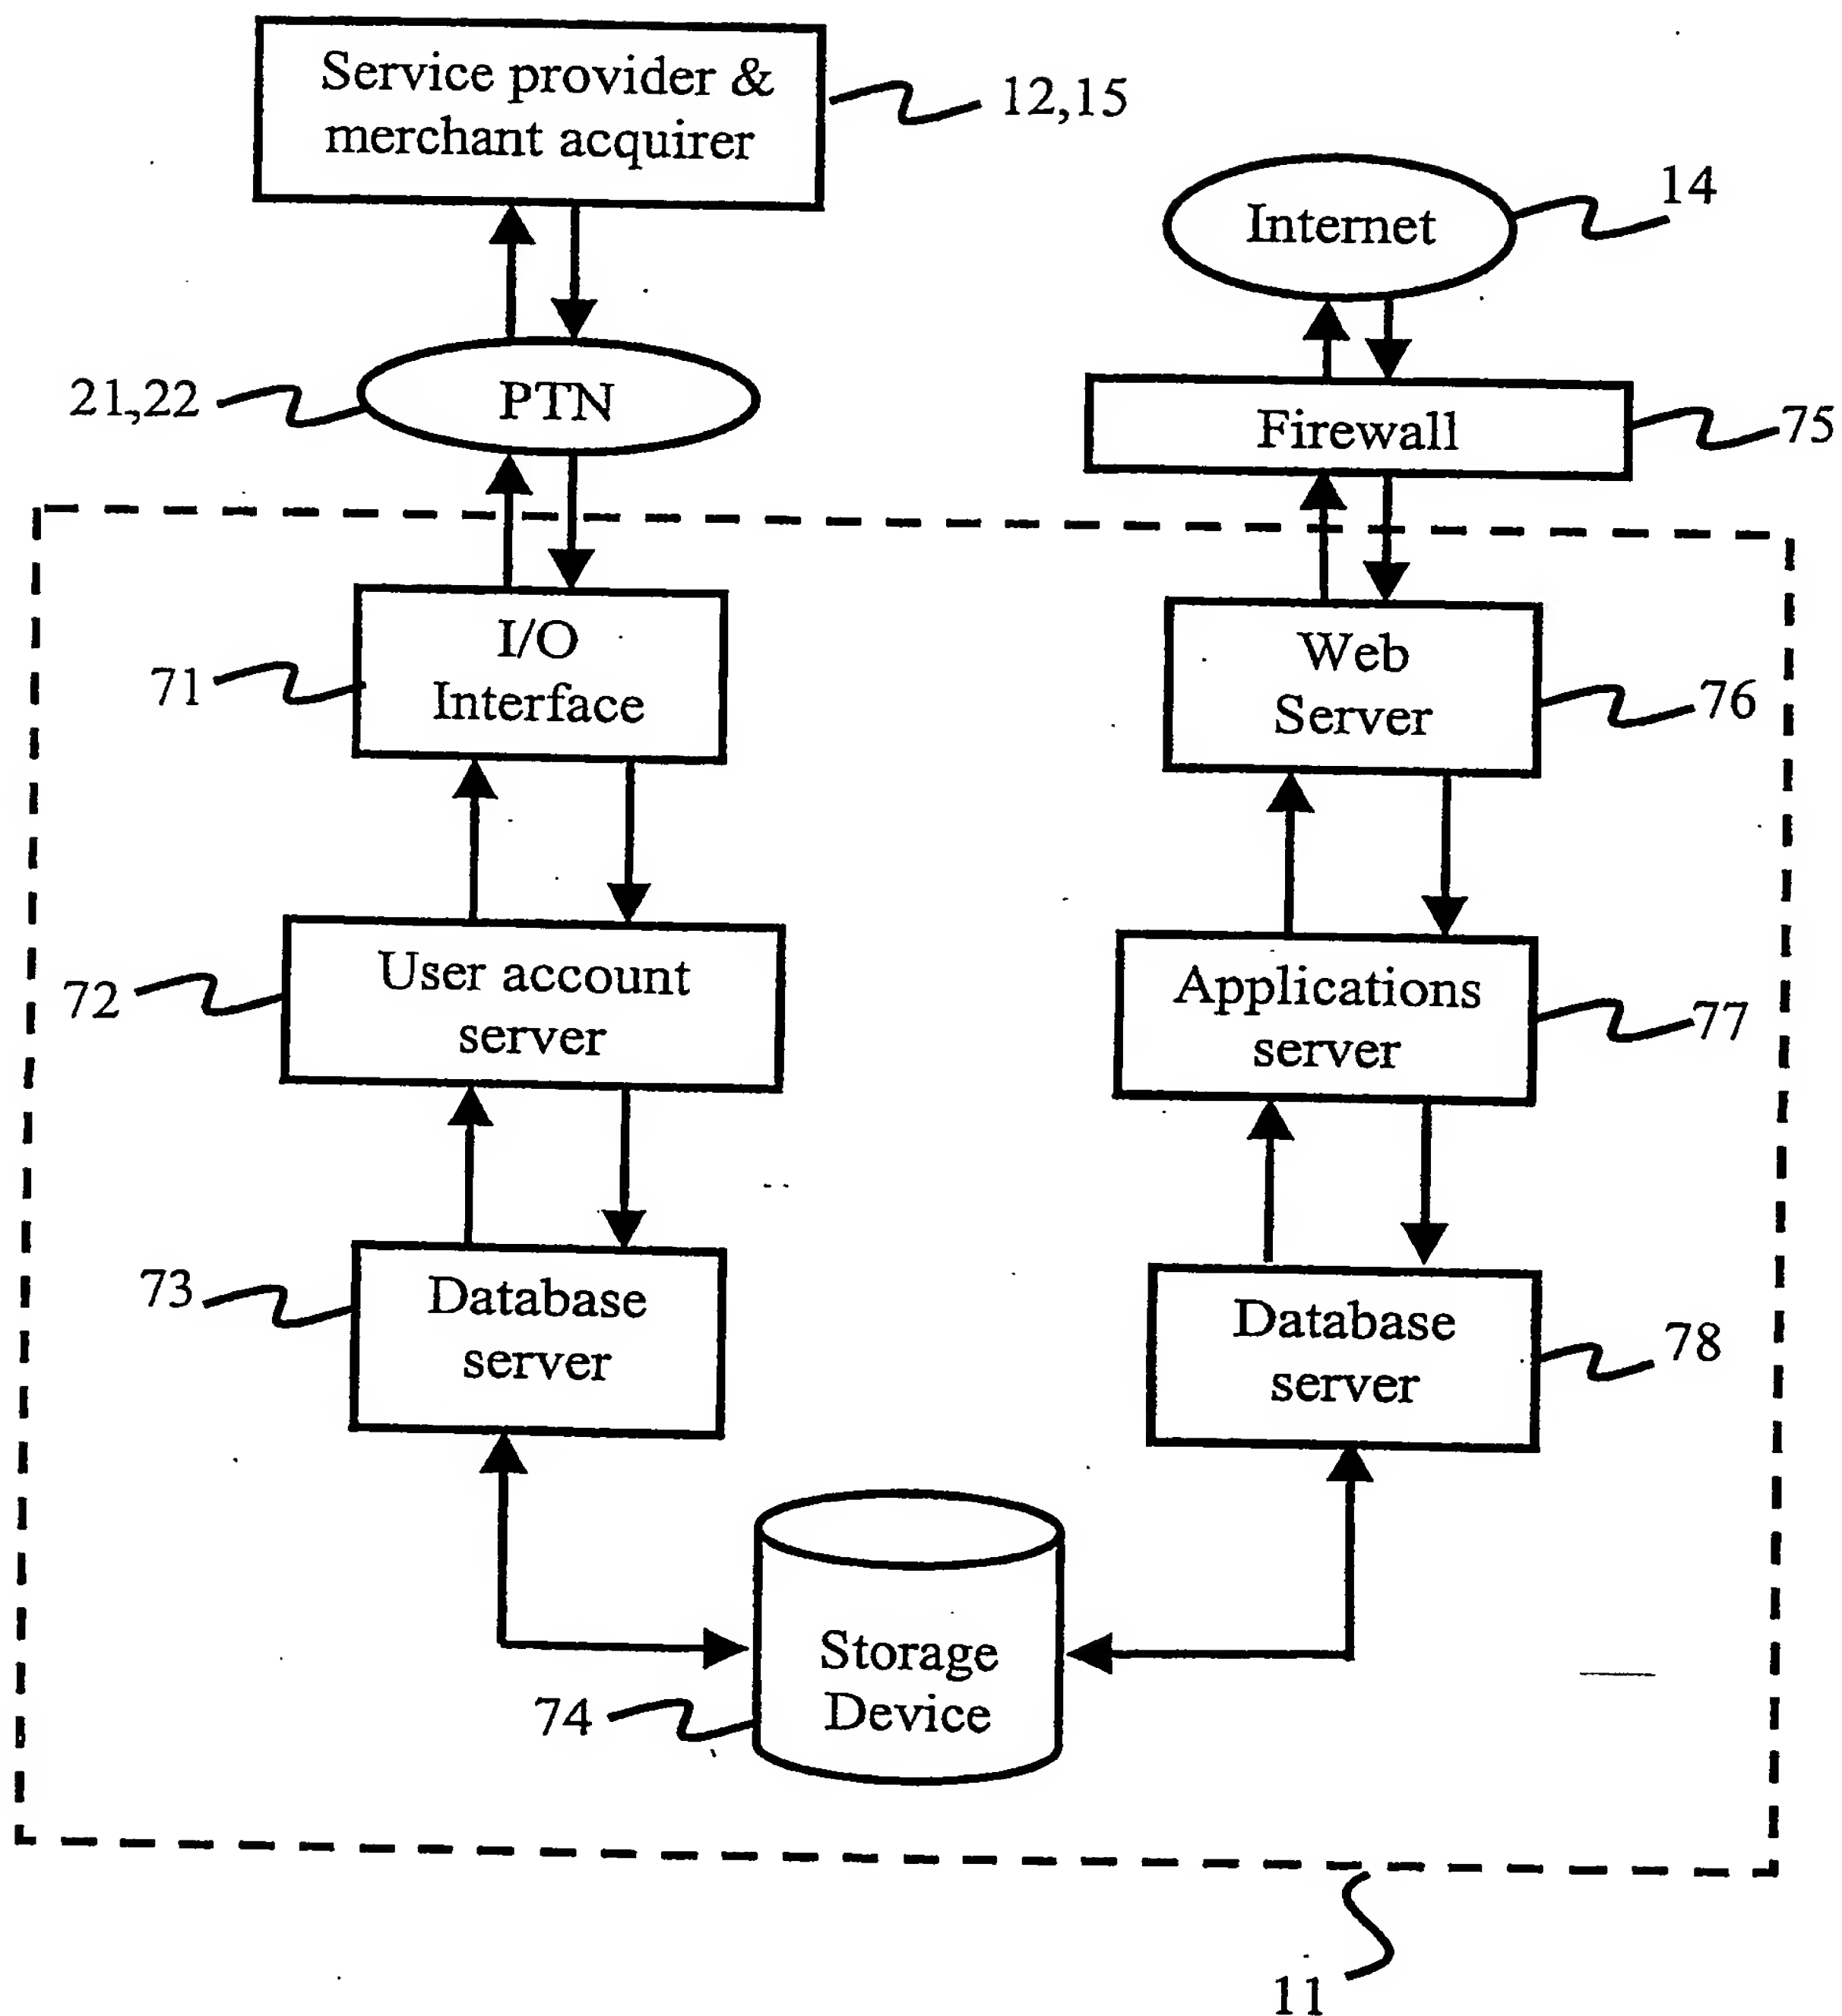 Service provider &
merchant acquirer
12,15
Internet
14
PTN
21,22
Firewall
75
I/O
Interface
71
Web
Server
76
User account
server
72
Applications
server
77
Database
server
73
Database
server
78
Storage
Device
74
11